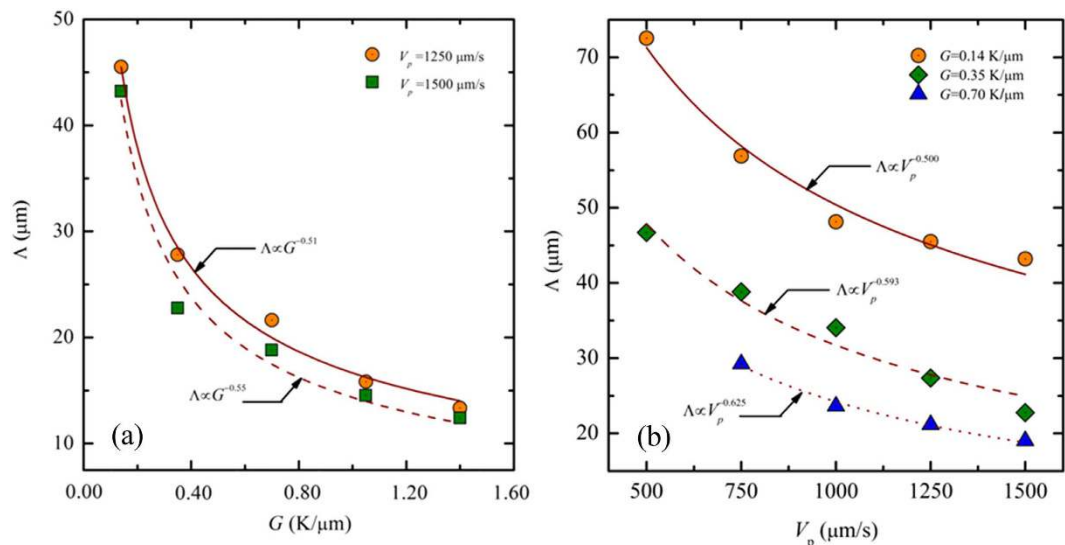 50
40
30
20
10
Λ (μm)
0.00 0.40 0.80 1.20 1.60
G (K/μm)
V_p =1250 μm/s
V_p =1500 μm/s
Λ∝G^−0.51
Λ∝G^−0.55
(a)
70
60
50
40
30
20
Λ (μm)
500 750 1000 1250 1500
V_p (μm/s)
G=0.14 K/μm
G=0.35 K/μm
G=0.70 K/μm
Λ∝V_p^−0.500
Λ∝V_p^−0.593
Λ∝V_p^−0.625
(b)